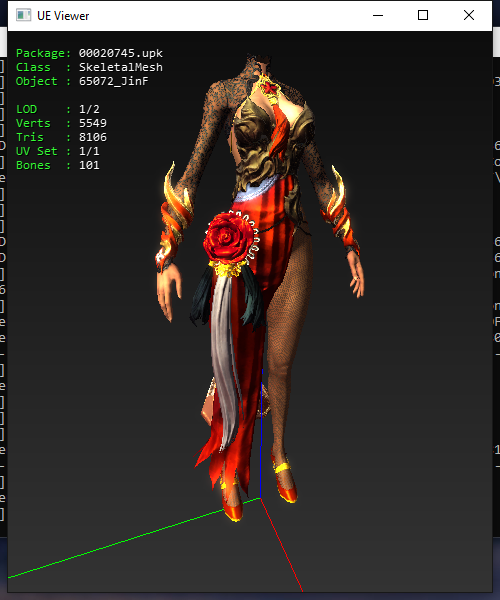 UE Viewer
Package: 00020745.upk
Class  : SkeletalMesh
Object : 65072_JinF
LOD    : 1/2
Verts  : 5549
Tris   : 8106
UV Set : 1/1
Bones  : 101